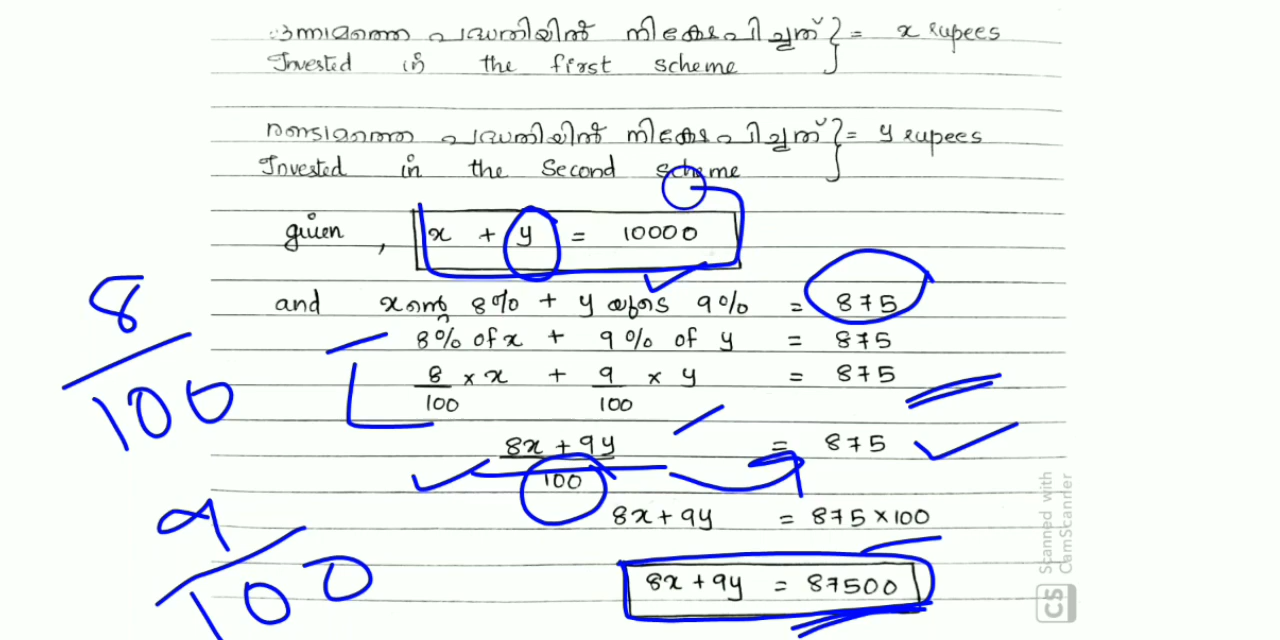 ഒന്നാമത്തെ പദ്ധതിയിൽ നിക്ഷേപിച്ചത് } = x rupees
Invested in the first scheme
രണ്ടാമത്തെ പദ്ധതിയിൽ നിക്ഷേപിച്ചത് } = y rupees
Invested in the Second scheme
given , x + y = 10000
and x ന്റെ 8% + y യുടെ 9% = 875
8% of x + 9% of y = 875
8/100 × x + 9/100 × y = 875
8x + 9y / 100 = 875
8x + 9y = 875 × 100
8x + 9y = 87500
8/100
9/100
Scanned with
CamScanner
CS